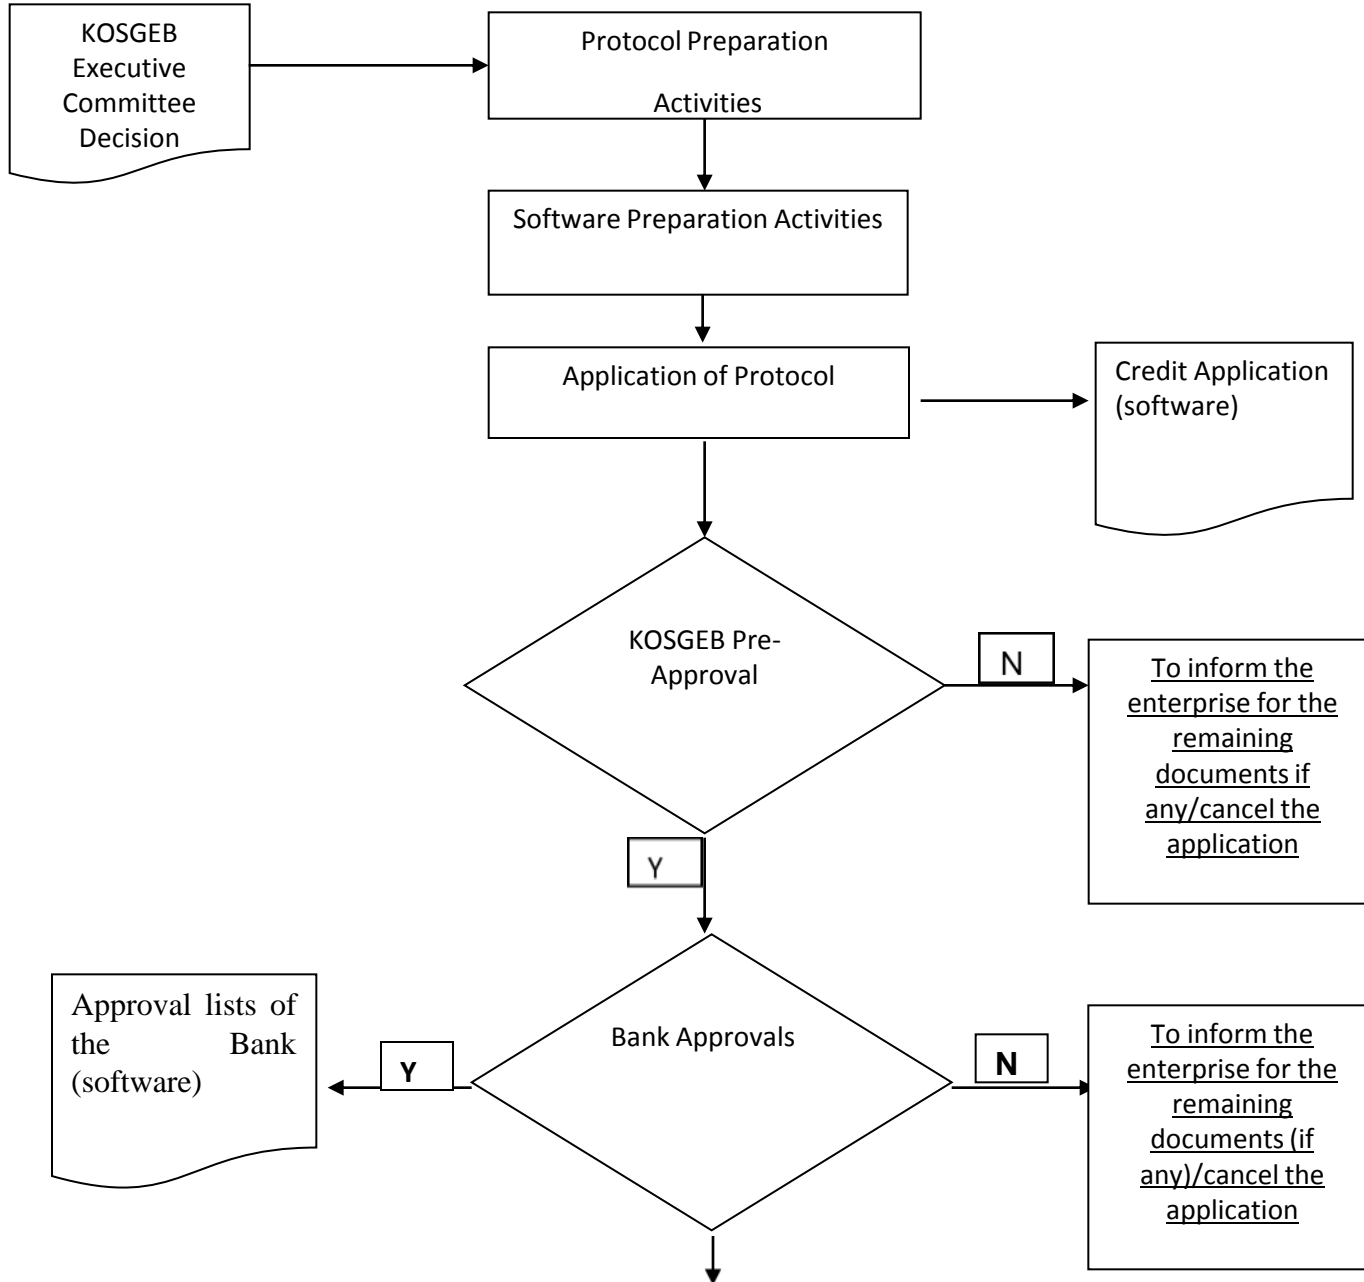 KOSGEB
Executive
Committee
Decision
Protocol Preparation
Activities
Software Preparation Activities
Application of Protocol
Credit Application
(software)
KOSGEB Pre-
Approval
N
To inform the
enterprise for the
remaining
documents if
any/cancel the
application
Y
Approval lists of
the Bank
(software)
Y
Bank Approvals
N
To inform the
enterprise for the
remaining
documents (if
any)/cancel the
application